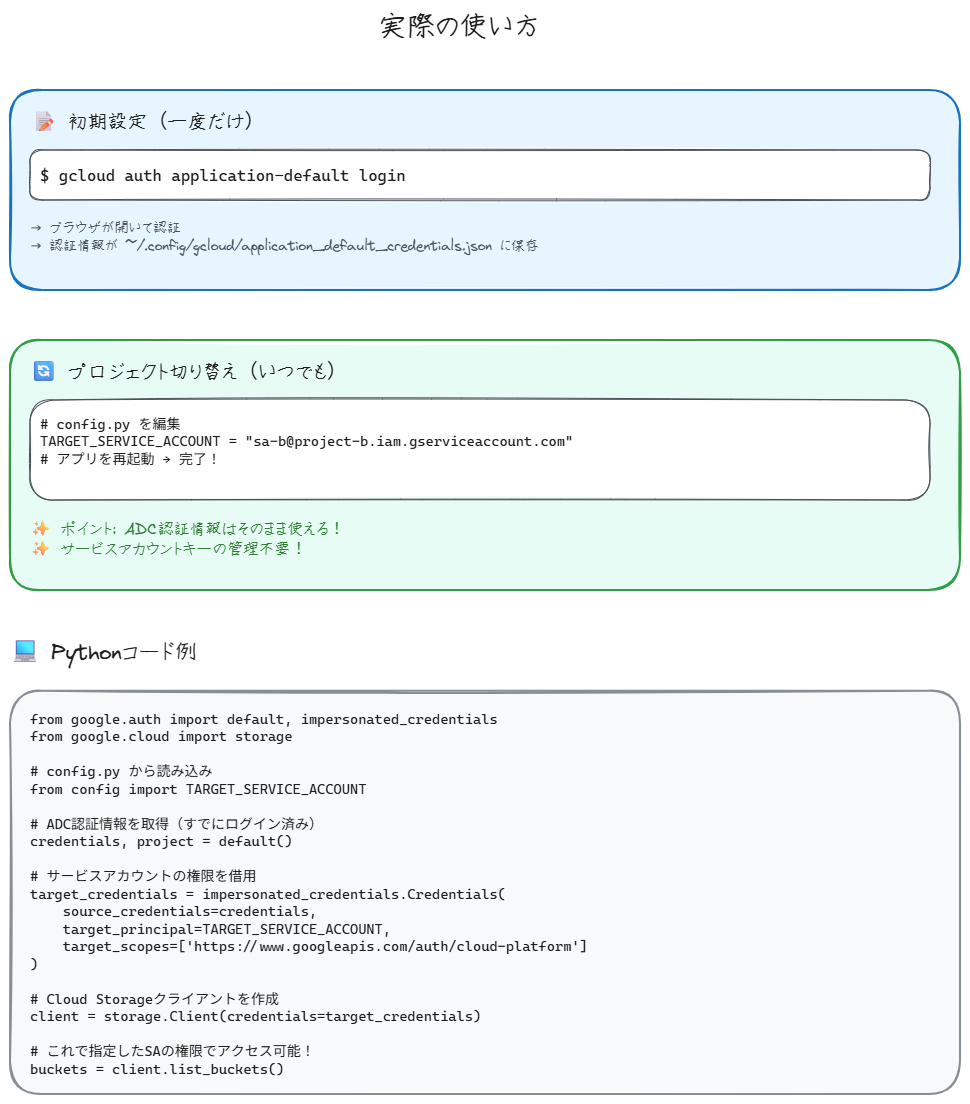 実際の使い方
📝 初期設定（一度だけ）
$ gcloud auth application-default login
→ ブラウザが開いて認証
→ 認証情報が ~/.config/gcloud/application_default_credentials.json に保存
🔄 プロジェクト切り替え（いつでも）
# config.py を編集
TARGET_SERVICE_ACCOUNT = "sa-b@project-b.iam.gserviceaccount.com"
# アプリを再起動 → 完了！
✨ ポイント: ADC認証情報はそのまま使える！
✨ サービスアカウントキーの管理不要！
💻 Pythonコード例
from google.auth import default, impersonated_credentials
from google.cloud import storage
# config.py から読み込み
from config import TARGET_SERVICE_ACCOUNT
# ADC認証情報を取得（すでにログイン済み）
credentials, project = default()
# サービスアカウントの権限を借用
target_credentials = impersonated_credentials.Credentials(
    source_credentials=credentials,
    target_principal=TARGET_SERVICE_ACCOUNT,
    target_scopes=['https://www.googleapis.com/auth/cloud-platform']
)
# Cloud Storageクライアントを作成
client = storage.Client(credentials=target_credentials)
# これで指定したSAの権限でアクセス可能！
buckets = client.list_buckets()